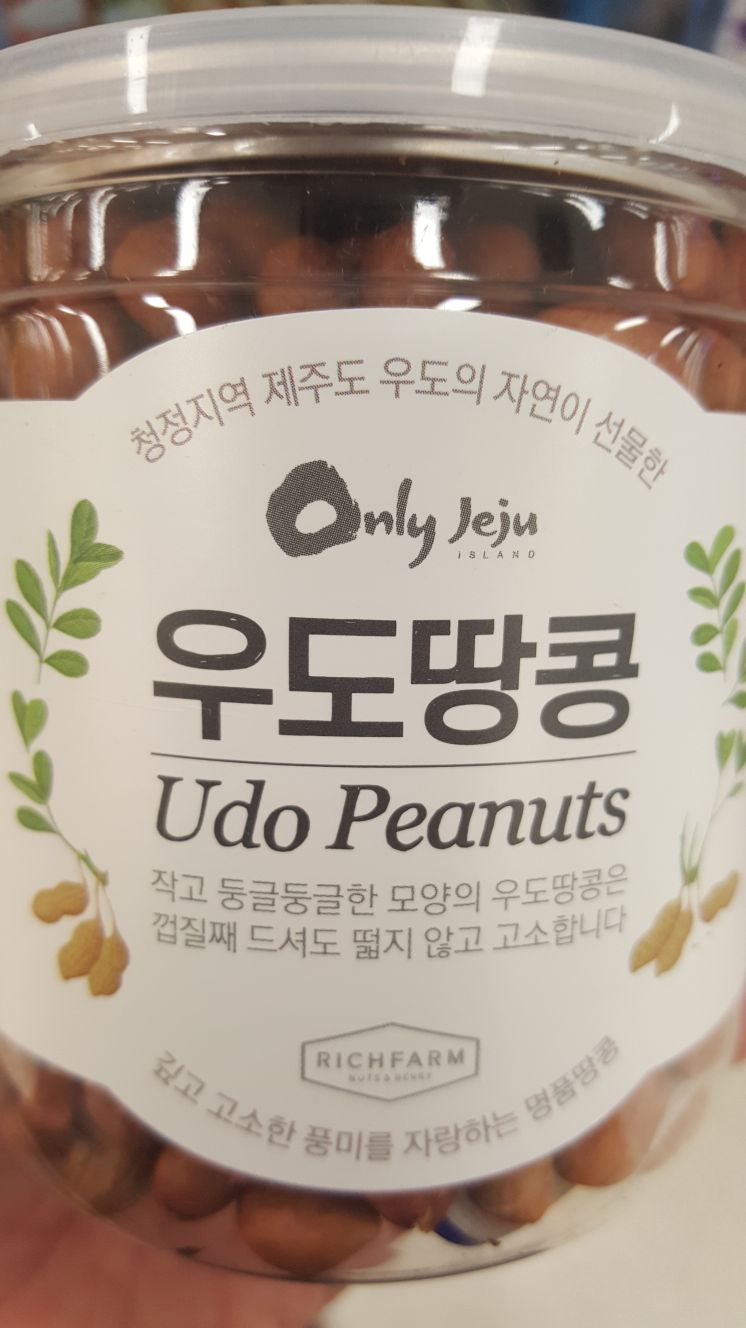 청정지역 제주도 우도의 자연이 선물한
Only Jeju
ISLAND
우도땅콩
Udo Peanuts
작고 둥글둥글한 모양의 우도땅콩은
껍질째 드셔도 떫지 않고 고소합니다
RICHFARM
NUTS & HONEY
깊고 고소한 풍미를 자랑하는 명품땅콩